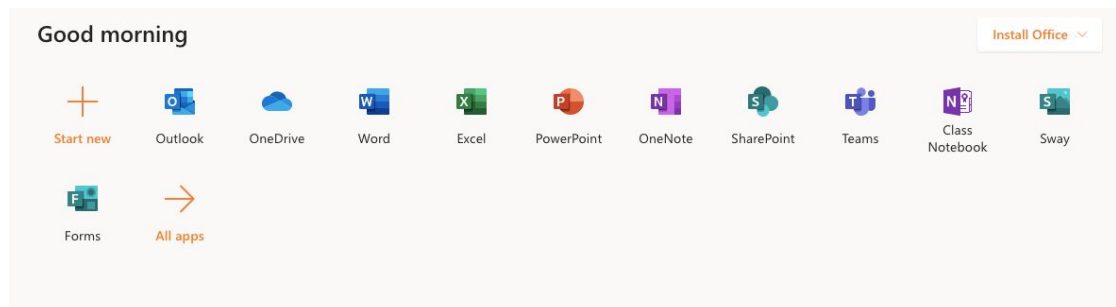 Good morning
Install Office
Start new
Outlook
OneDrive
Word
Excel
PowerPoint
OneNote
SharePoint
Teams
Class
Notebook
Sway
Forms
All apps